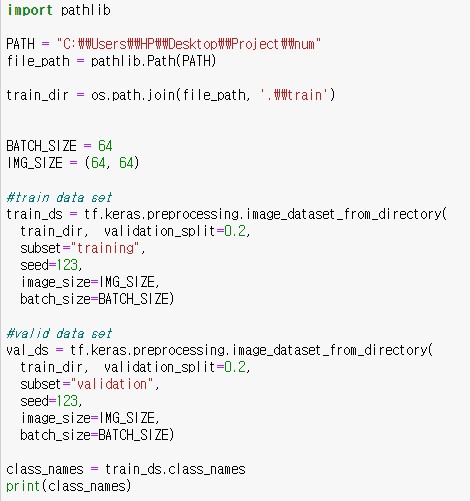 import pathlib
PATH = "C:₩₩Users₩₩HP₩₩Desktop₩₩Project₩₩num"
file_path = pathlib.Path(PATH)
train_dir = os.path.join(file_path, '.₩₩train')
BATCH_SIZE = 64
IMG_SIZE = (64, 64)
#train data set
train_ds = tf.keras.preprocessing.image_dataset_from_directory(
  train_dir,  validation_split=0.2,
  subset="training",
  seed=123,
  image_size=IMG_SIZE,
  batch_size=BATCH_SIZE)
#valid data set
val_ds = tf.keras.preprocessing.image_dataset_from_directory(
  train_dir,  validation_split=0.2,
  subset="validation",
  seed=123,
  image_size=IMG_SIZE,
  batch_size=BATCH_SIZE)
class_names = train_ds.class_names
print(class_names)